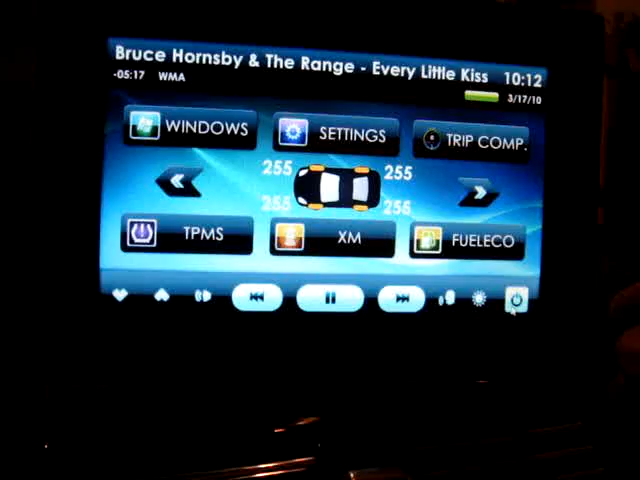 Bruce Hornsby & The Range - Every Little Kiss 10:12
-05:17 WMA 3/17/10
WINDOWS SETTINGS TRIP COMP.
255 255
255 255
TPMS XM FUELECO